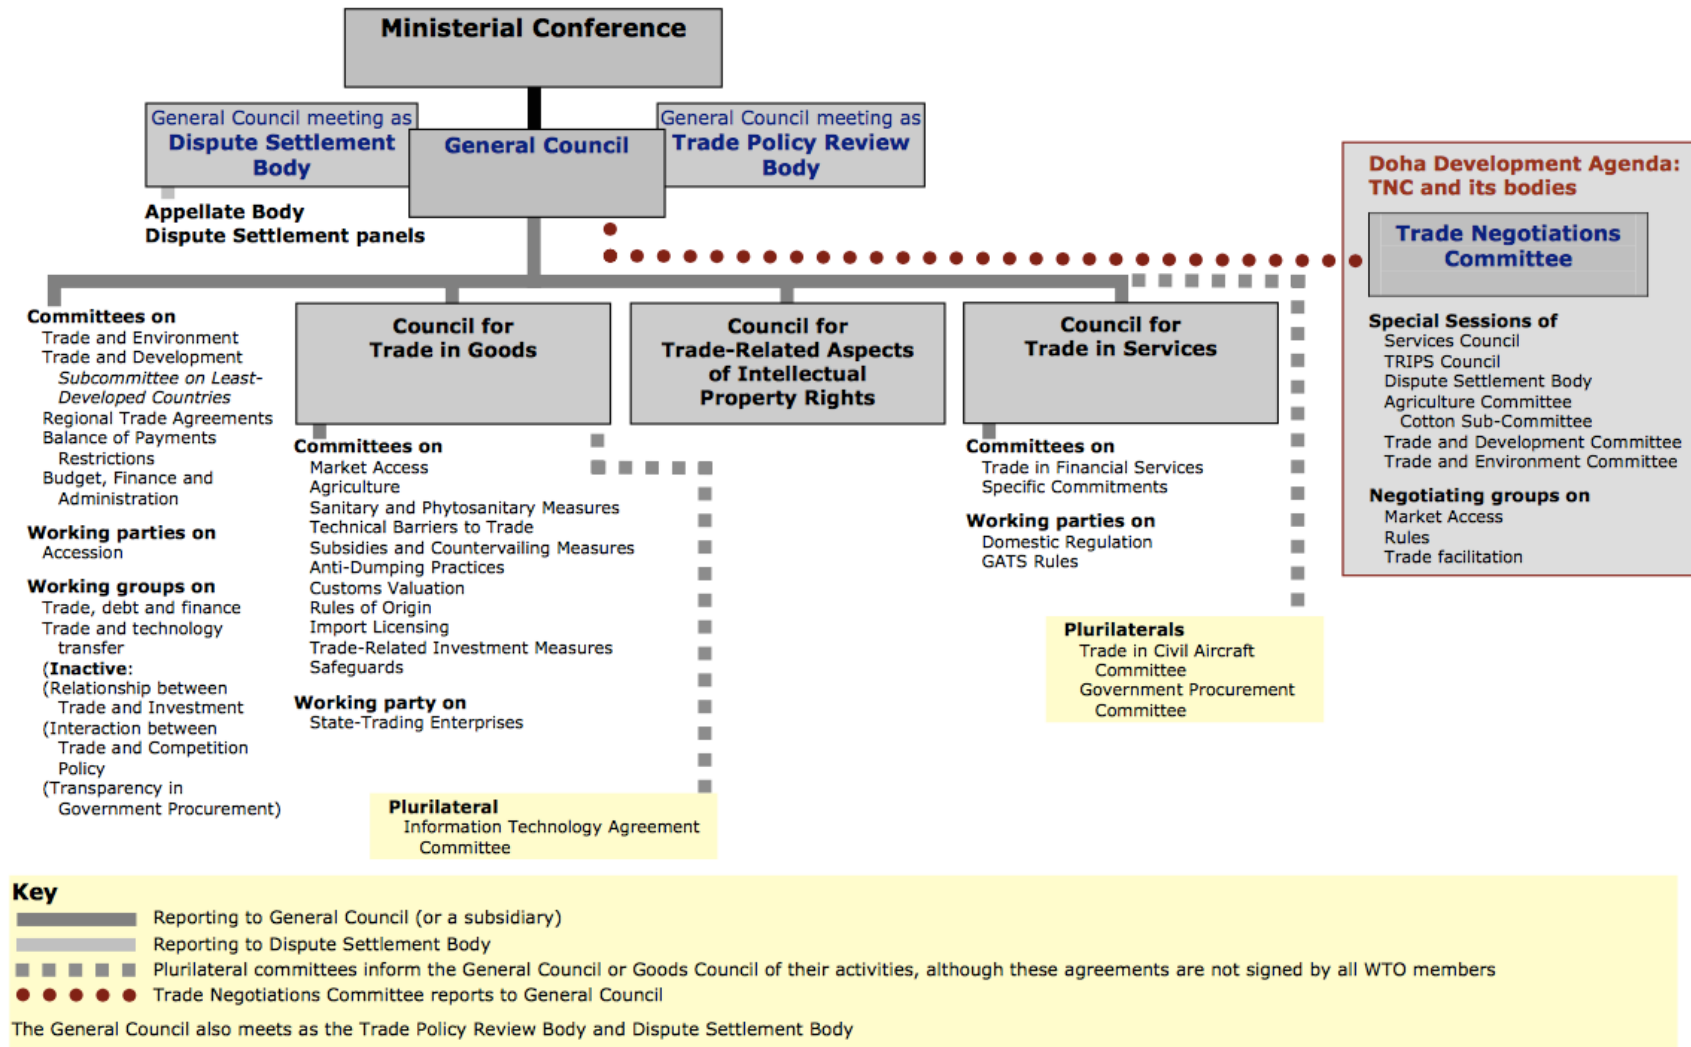 Ministerial Conference
General Council meeting as
Dispute Settlement
Body
General Council
General Council meeting as
Trade Policy Review
Body
Appellate Body
Dispute Settlement panels
Doha Development Agenda:
TNC and its bodies
Trade Negotiations
Committee
Special Sessions of
Services Council
TRIPS Council
Dispute Settlement Body
Agriculture Committee
Cotton Sub-Committee
Trade and Development Committee
Trade and Environment Committee
Negotiating groups on
Market Access
Rules
Trade facilitation
Committees on
Trade and Environment
Trade and Development
Subcommittee on Least-
Developed Countries
Regional Trade Agreements
Balance of Payments
Restrictions
Budget, Finance and
Administration
Working parties on
Accession
Working groups on
Trade, debt and finance
Trade and technology
transfer
(Inactive:
(Relationship between
Trade and Investment
(Interaction between
Trade and Competition
Policy
(Transparency in
Government Procurement)
Council for
Trade in Goods
Committees on
Market Access
Agriculture
Sanitary and Phytosanitary Measures
Technical Barriers to Trade
Subsidies and Countervailing Measures
Anti-Dumping Practices
Customs Valuation
Rules of Origin
Import Licensing
Trade-Related Investment Measures
Safeguards
Working party on
State-Trading Enterprises
Plurilateral
Information Technology Agreement
Committee
Council for
Trade-Related Aspects
of Intellectual
Property Rights
Council for
Trade in Services
Committees on
Trade in Financial Services
Specific Commitments
Working parties on
Domestic Regulation
GATS Rules
Plurilaterals
Trade in Civil Aircraft
Committee
Government Procurement
Committee
Key
Reporting to General Council (or a subsidiary)
Reporting to Dispute Settlement Body
Plurilateral committees inform the General Council or Goods Council of their activities, although these agreements are not signed by all WTO members
Trade Negotiations Committee reports to General Council
The General Council also meets as the Trade Policy Review Body and Dispute Settlement Body